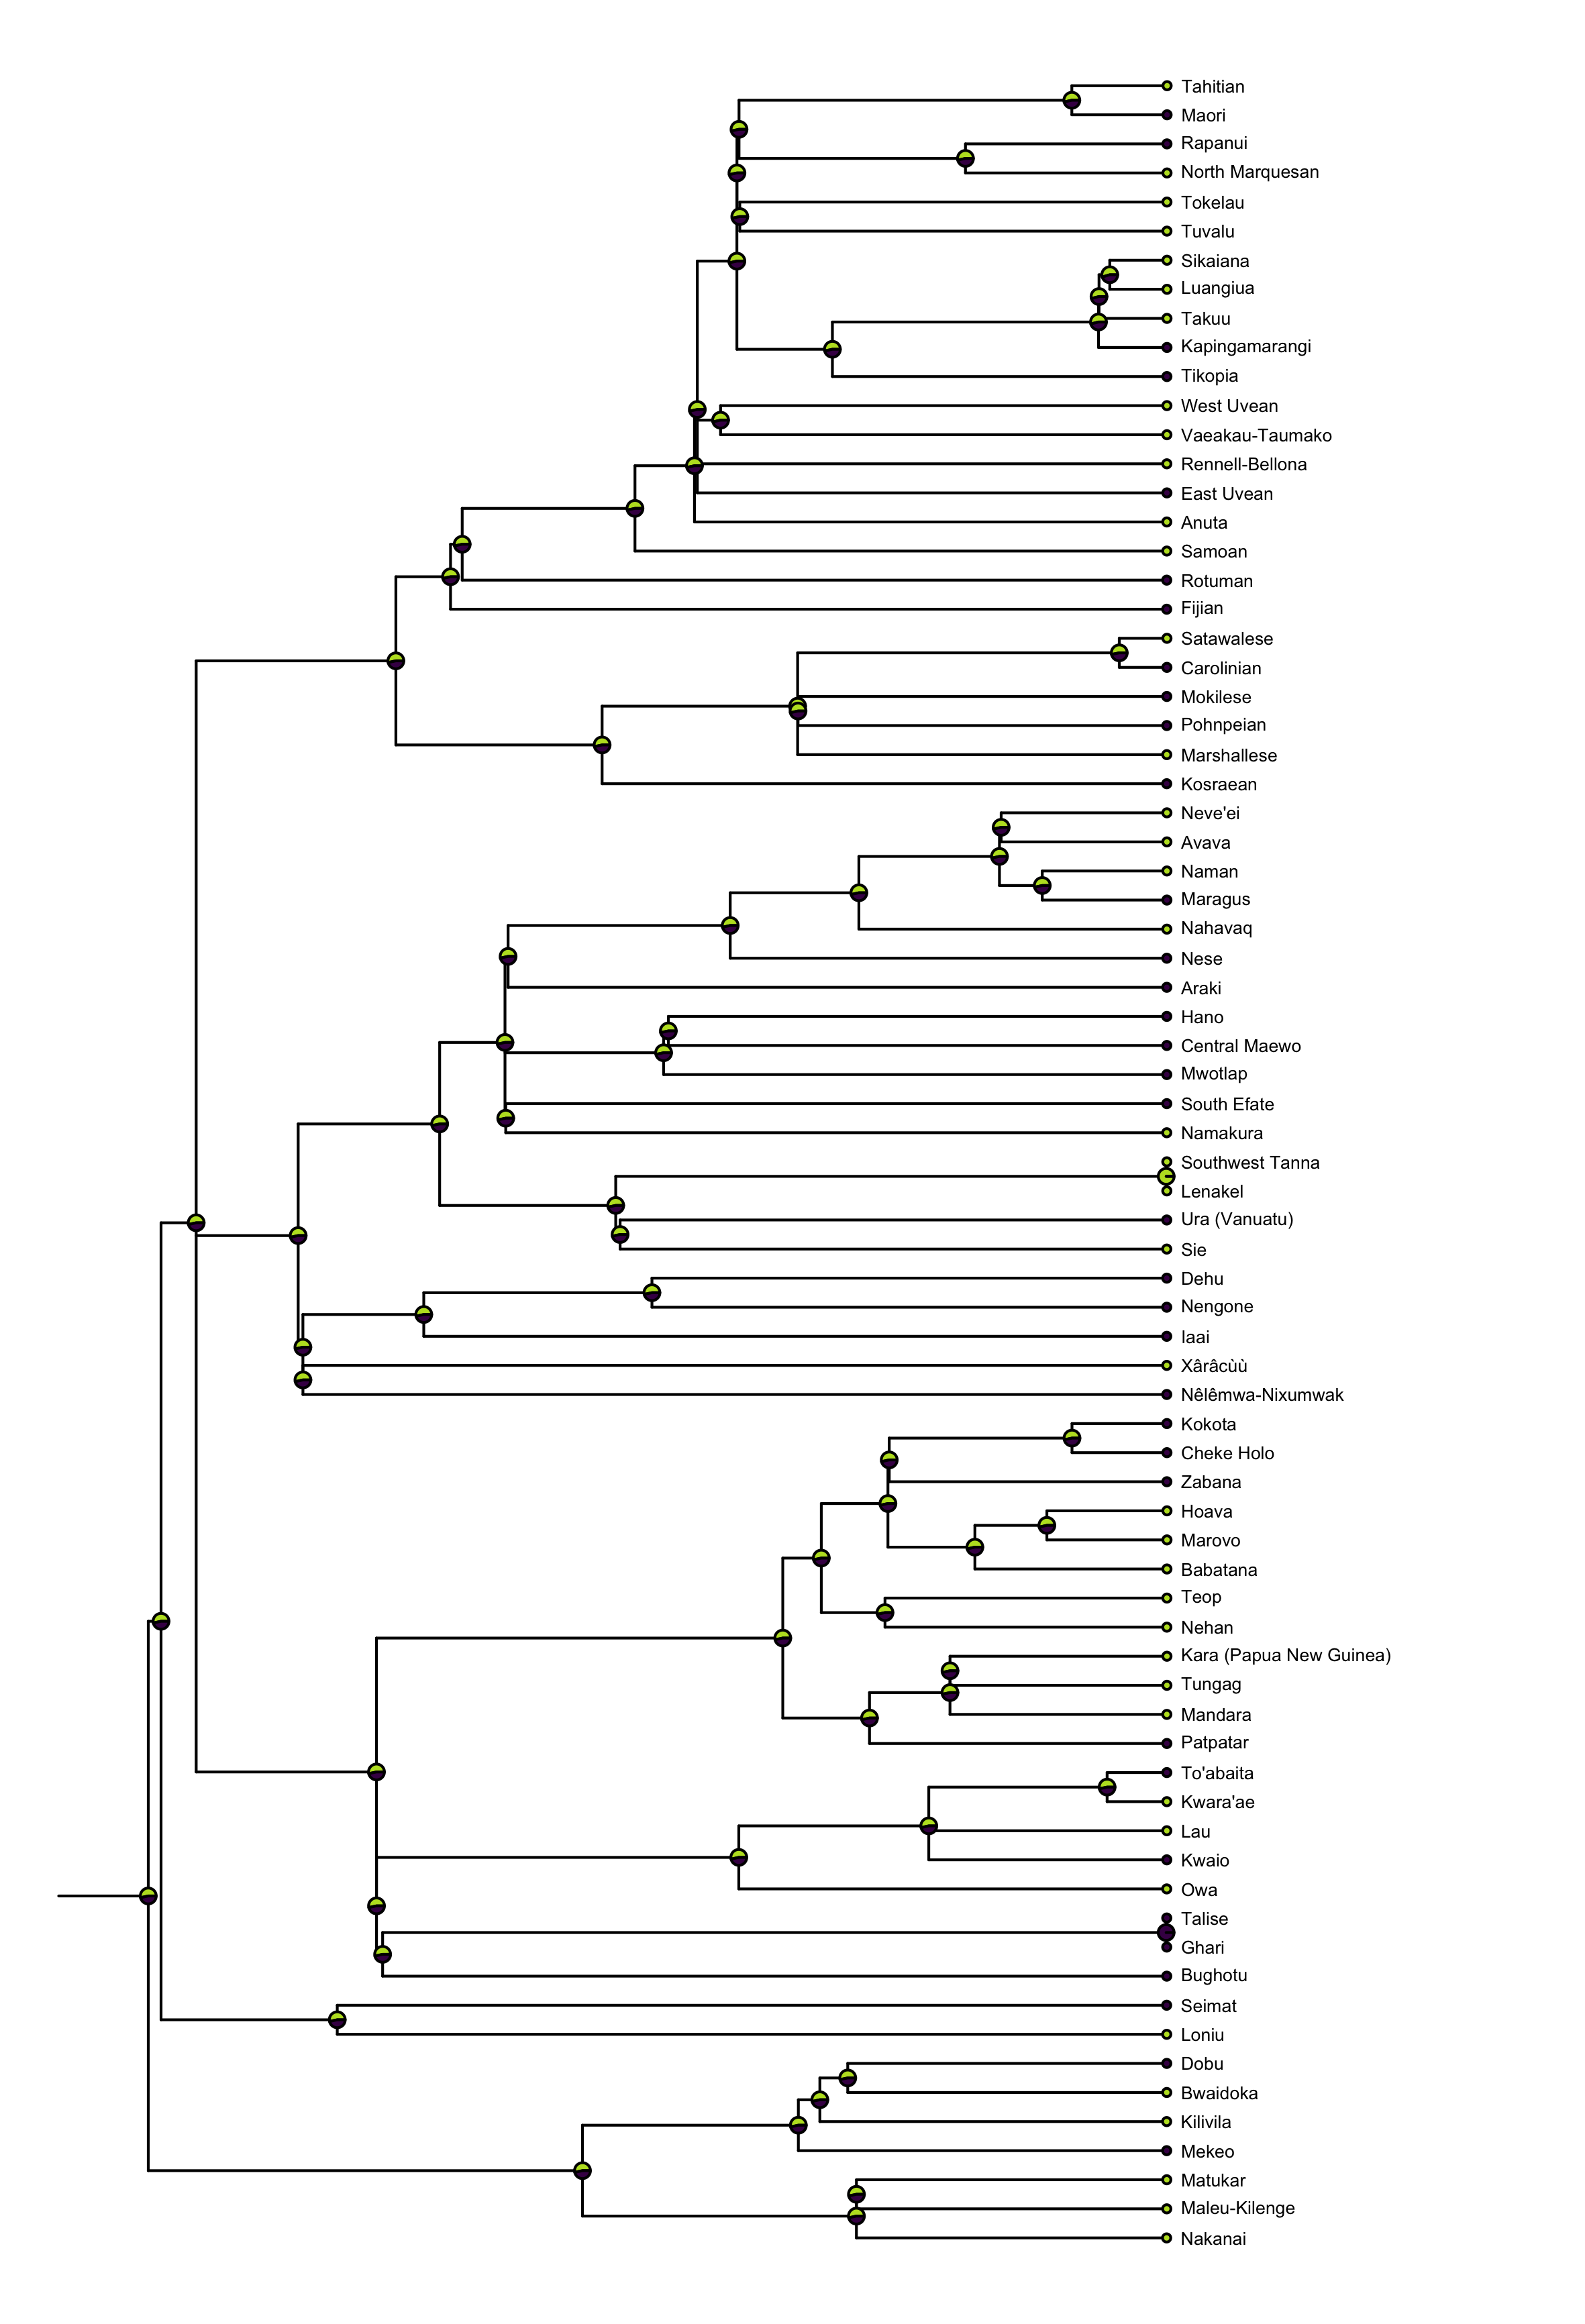 Tahitian
Maori
Rapanui
North Marquesan
Tokelau
Tuvalu
Sikaiana
Luangiua
Takuu
Kapingamarangi
Tikopia
West Uvean
Vaeakau-Taumako
Rennell-Bellona
East Uvean
Anuta
Samoan
Rotuman
Fijian
Satawalese
Carolinian
Mokilese
Pohnpeian
Marshallese
Kosraean
Neve'ei
Avava
Naman
Maragus
Nahavaq
Nese
Araki
Hano
Central Maewo
Mwotlap
South Efate
Namakura
Southwest Tanna
Lenakel
Ura (Vanuatu)
Sie
Dehu
Nengone
Iaai
Xârâcùù
Nêlêmwa-Nixumwak
Kokota
Cheke Holo
Zabana
Hoava
Marovo
Babatana
Teop
Nehan
Kara (Papua New Guinea)
Tungag
Mandara
Patpatar
To'abaita
Kwara'ae
Lau
Kwaio
Owa
Talise
Ghari
Bughotu
Seimat
Loniu
Dobu
Bwaidoka
Kilivila
Mekeo
Matukar
Maleu-Kilenge
Nakanai